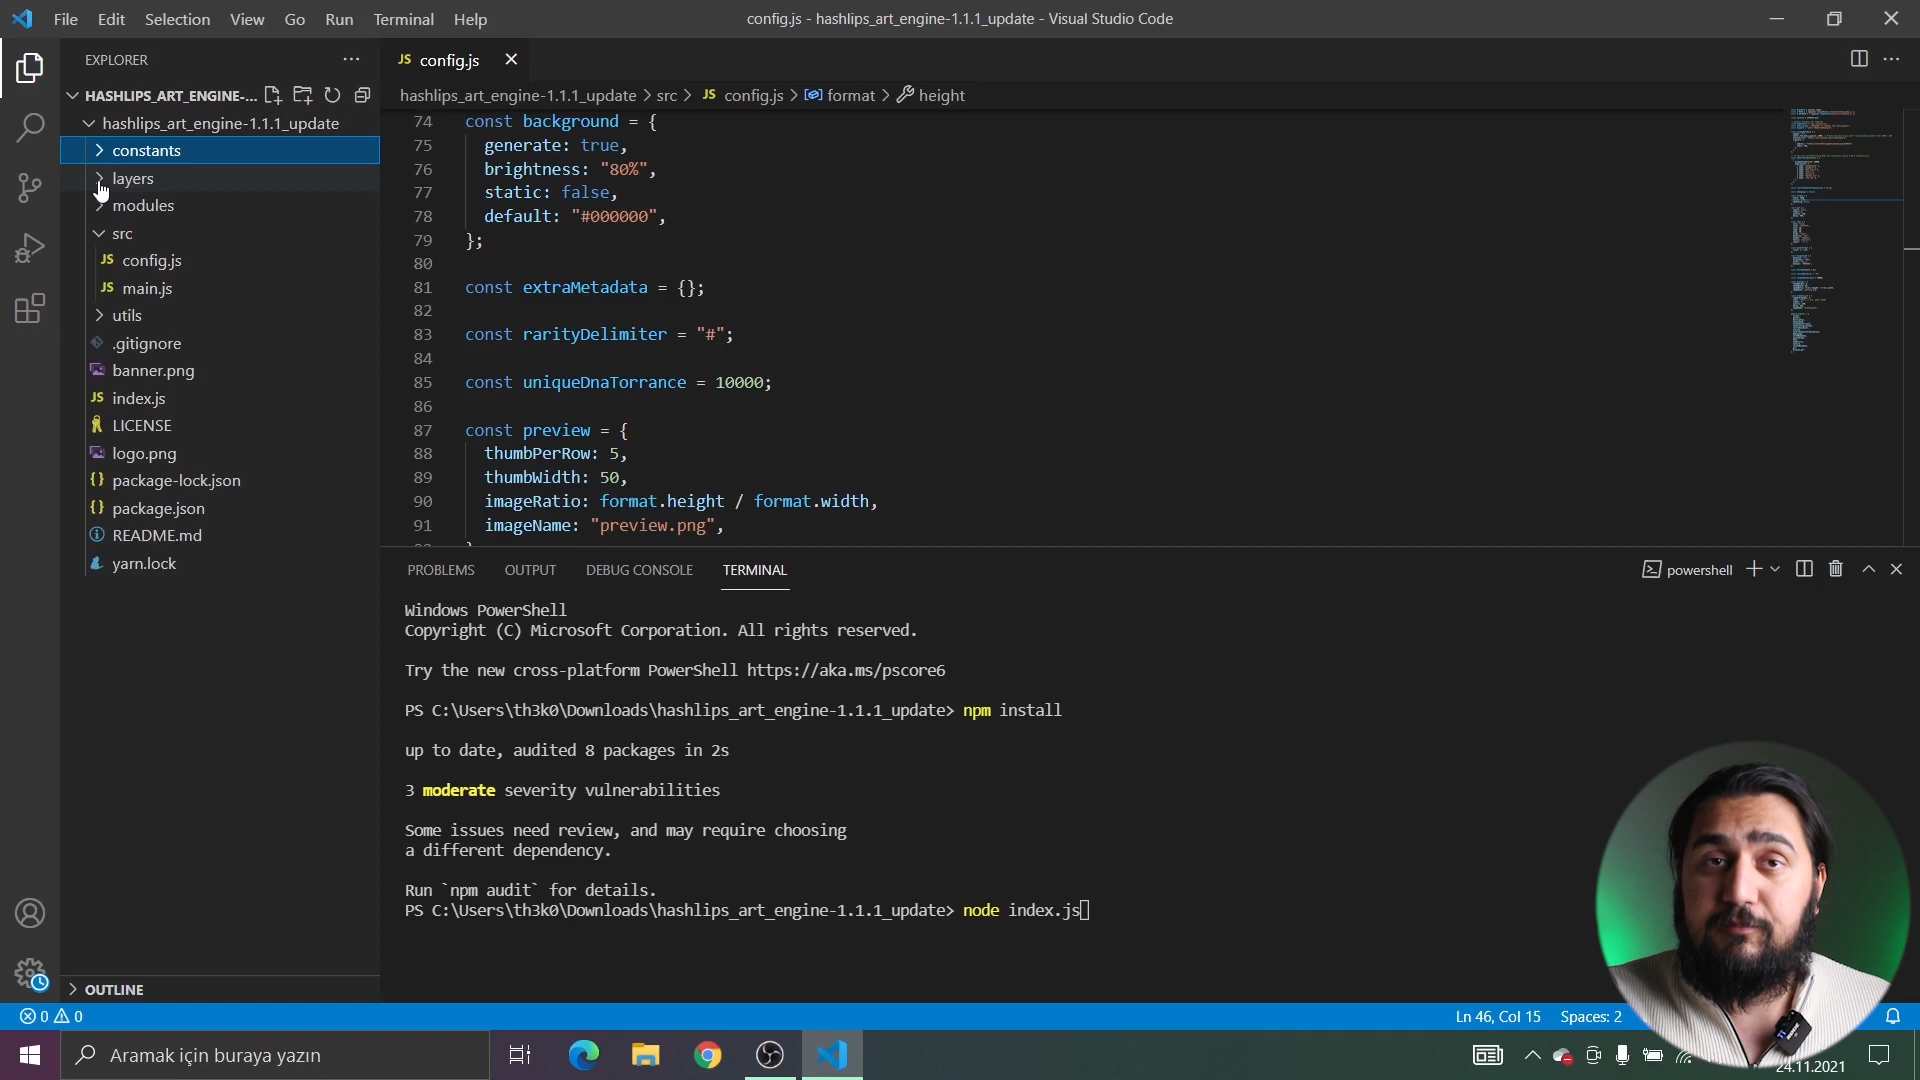 File Edit Selection View Go Run Terminal Help
config.js - hashlips_art_engine-1.1.1_update - Visual Studio Code
EXPLORER
HASHLIPS_ART_ENGINE-...
hashlips_art_engine-1.1.1_update
constants
layers
modules
src
JS config.js
JS main.js
utils
.gitignore
banner.png
JS index.js
LICENSE
logo.png
{} package-lock.json
{} package.json
README.md
yarn.lock
OUTLINE
JS config.js
hashlips_art_engine-1.1.1_update > src > JS config.js > format > height
74 const background = {
75 generate: true,
76 brightness: "80%",
77 static: false,
78 default: "#000000",
79 };
80
81 const extraMetadata = {};
82
83 const rarityDelimiter = "#";
84
85 const uniqueDnaTorrance = 10000;
86
87 const preview = {
88 thumbPerRow: 5,
89 thumbWidth: 50,
90 imageRatio: format.height / format.width,
91 imageName: "preview.png",
PROBLEMS OUTPUT DEBUG CONSOLE TERMINAL
powershell
Windows PowerShell
Copyright (C) Microsoft Corporation. All rights reserved.
Try the new cross-platform PowerShell https://aka.ms/pscore6
PS C:\Users\th3k0\Downloads\hashlips_art_engine-1.1.1_update> npm install
up to date, audited 8 packages in 2s
3 moderate severity vulnerabilities
Some issues need review, and may require choosing
a different dependency.
Run `npm audit` for details.
PS C:\Users\th3k0\Downloads\hashlips_art_engine-1.1.1_update> node index.js
0 0
Ln 46, Col 15 Spaces: 2
Aramak için buraya yazın
24.11.2021